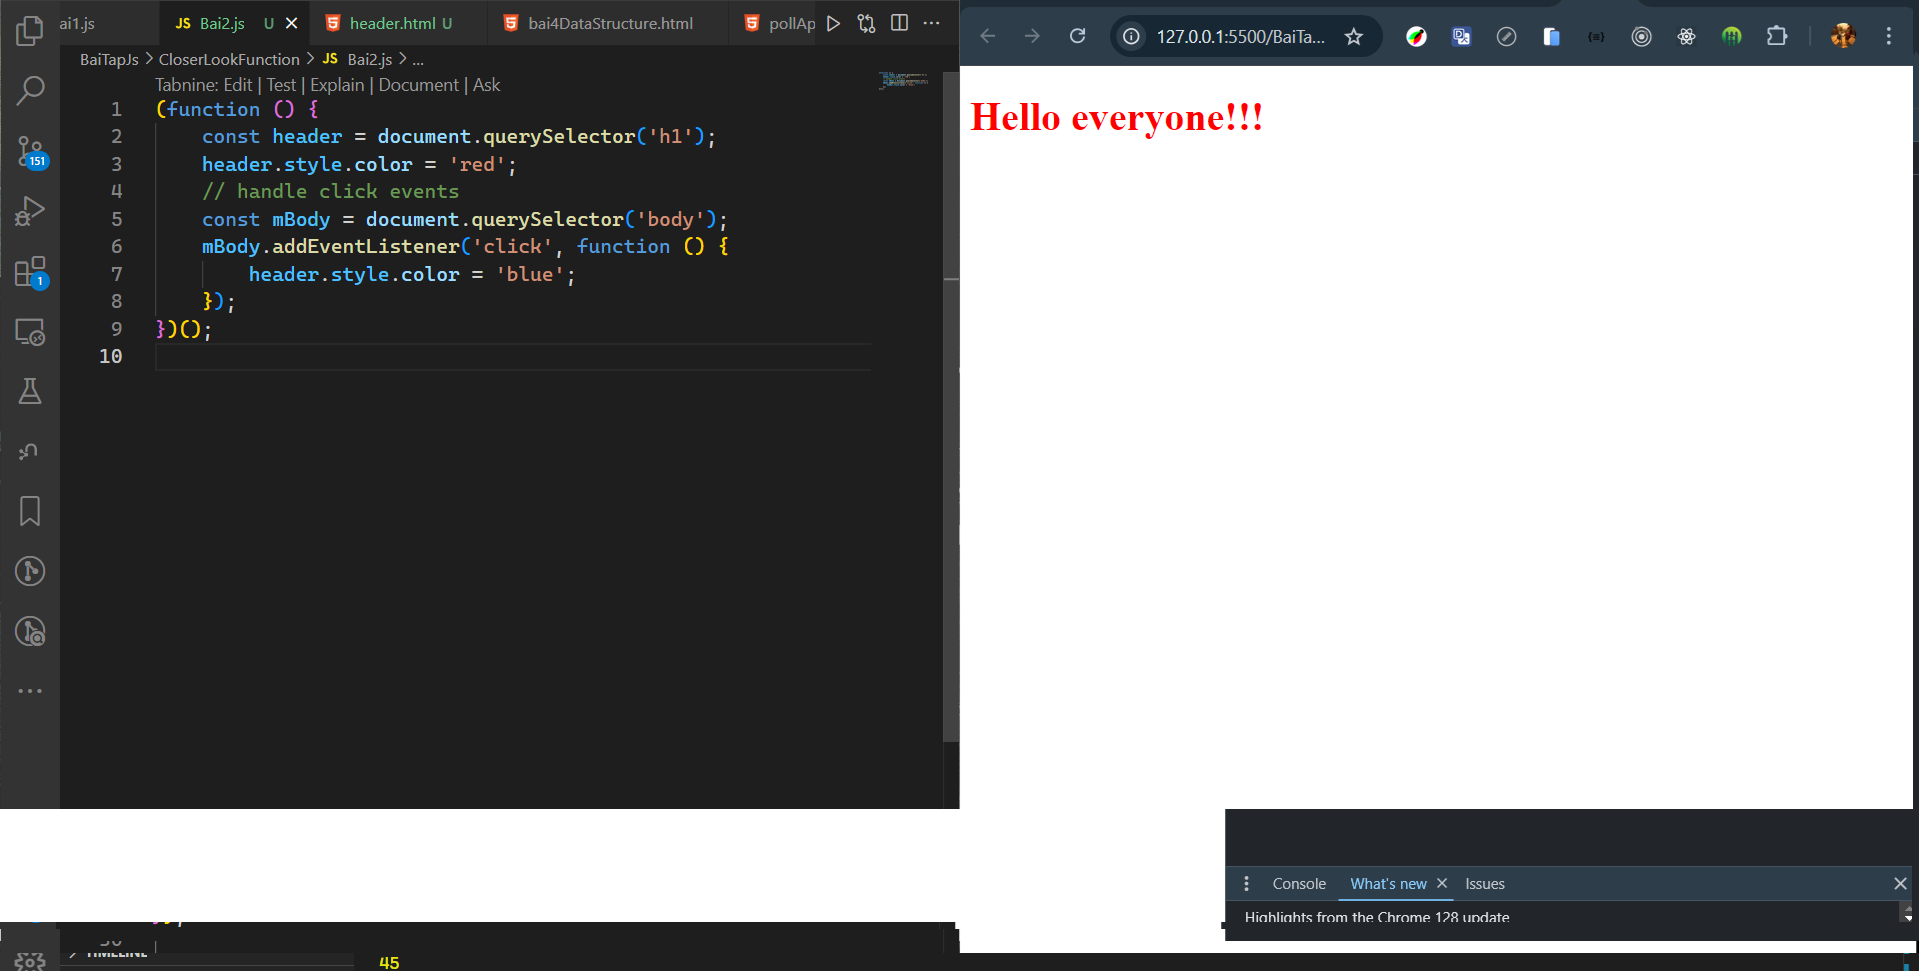 ai1.js
JS Bai2.js U
header.html U
bai4DataStructure.html
pollAp
BaiTapJs > CloserLookFunction > JS Bai2.js > ...
Tabnine: Edit | Test | Explain | Document | Ask
1 (function () {
2 const header = document.querySelector('h1');
3 header.style.color = 'red';
4 // handle click events
5 const mBody = document.querySelector('body');
6 mBody.addEventListener('click', function () {
7 header.style.color = 'blue';
8 });
9 })();
10
151
1
127.0.0.1:5500/BaiTa...
Hello everyone!!!
Console What's new Issues
Highlights from the Chrome 128 update
TIMELINE
45